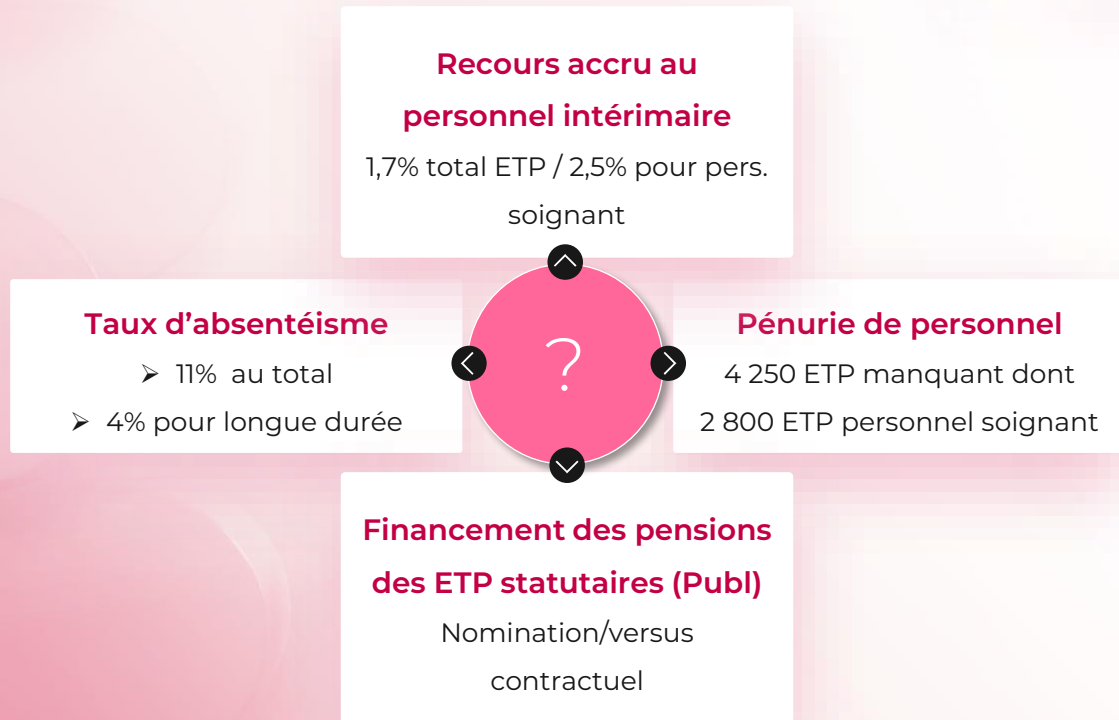 Recours accru au
personnel intérimaire
1,7% total ETP / 2,5% pour pers.
soignant
Taux d’absentéisme
➢ 11% au total
➢ 4% pour longue durée
?
Pénurie de personnel
4 250 ETP manquant dont
2 800 ETP personnel soignant
Financement des pensions
des ETP statutaires (Publ)
Nomination/versus
contractuel